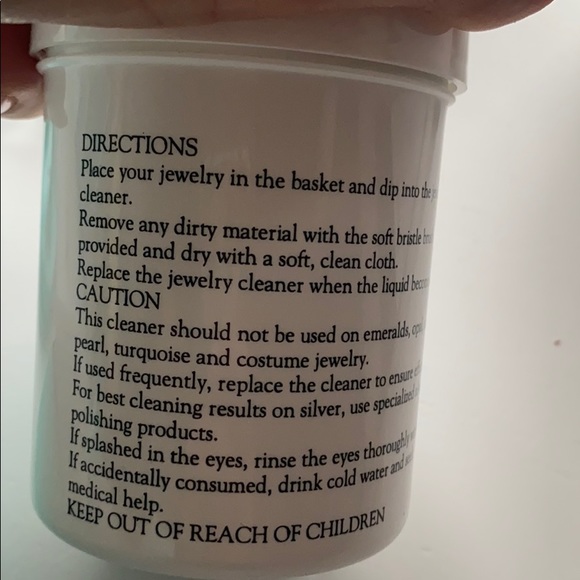 DIRECTIONS
Place your jewelry in the basket and dip into the
cleaner.
Remove any dirty material with the soft bristle
provided and dry with a soft, clean cloth.
Replace the jewelry cleaner when the liquid
CAUTION
This cleaner should not be used on emeralds,
pearl, turquoise and costume jewelry.
If used frequently, replace the cleaner to ensure
For best cleaning results on silver, use specialized
polishing products.
If splashed in the eyes, rinse the eyes thoroughly
If accidentally consumed, drink cold water and
medical help.
KEEP OUT OF REACH OF CHILDREN